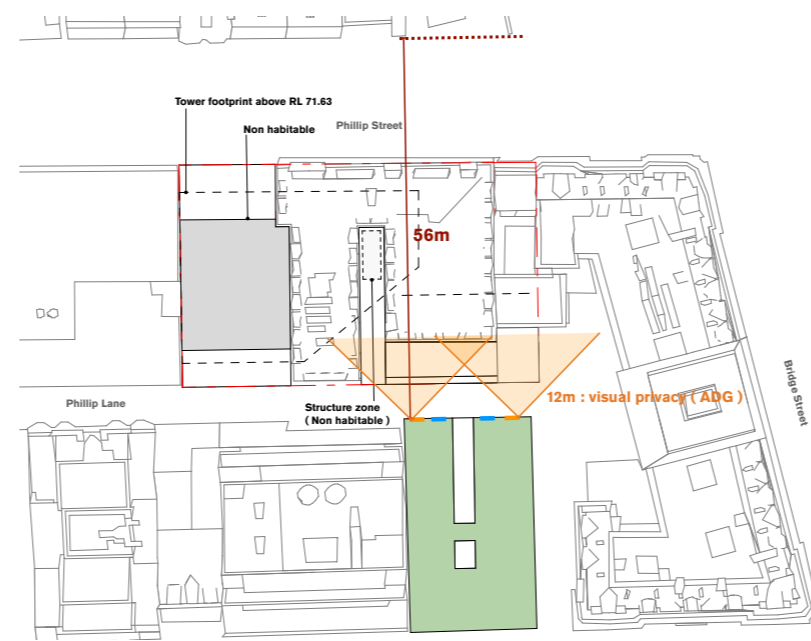 Tower footprint above RL 71.63
Phillip Street
Non habitable
56m
Bridge Street
12m : visual privacy ( ADG )
Phillip Lane
Structure zone
( Non habitable )